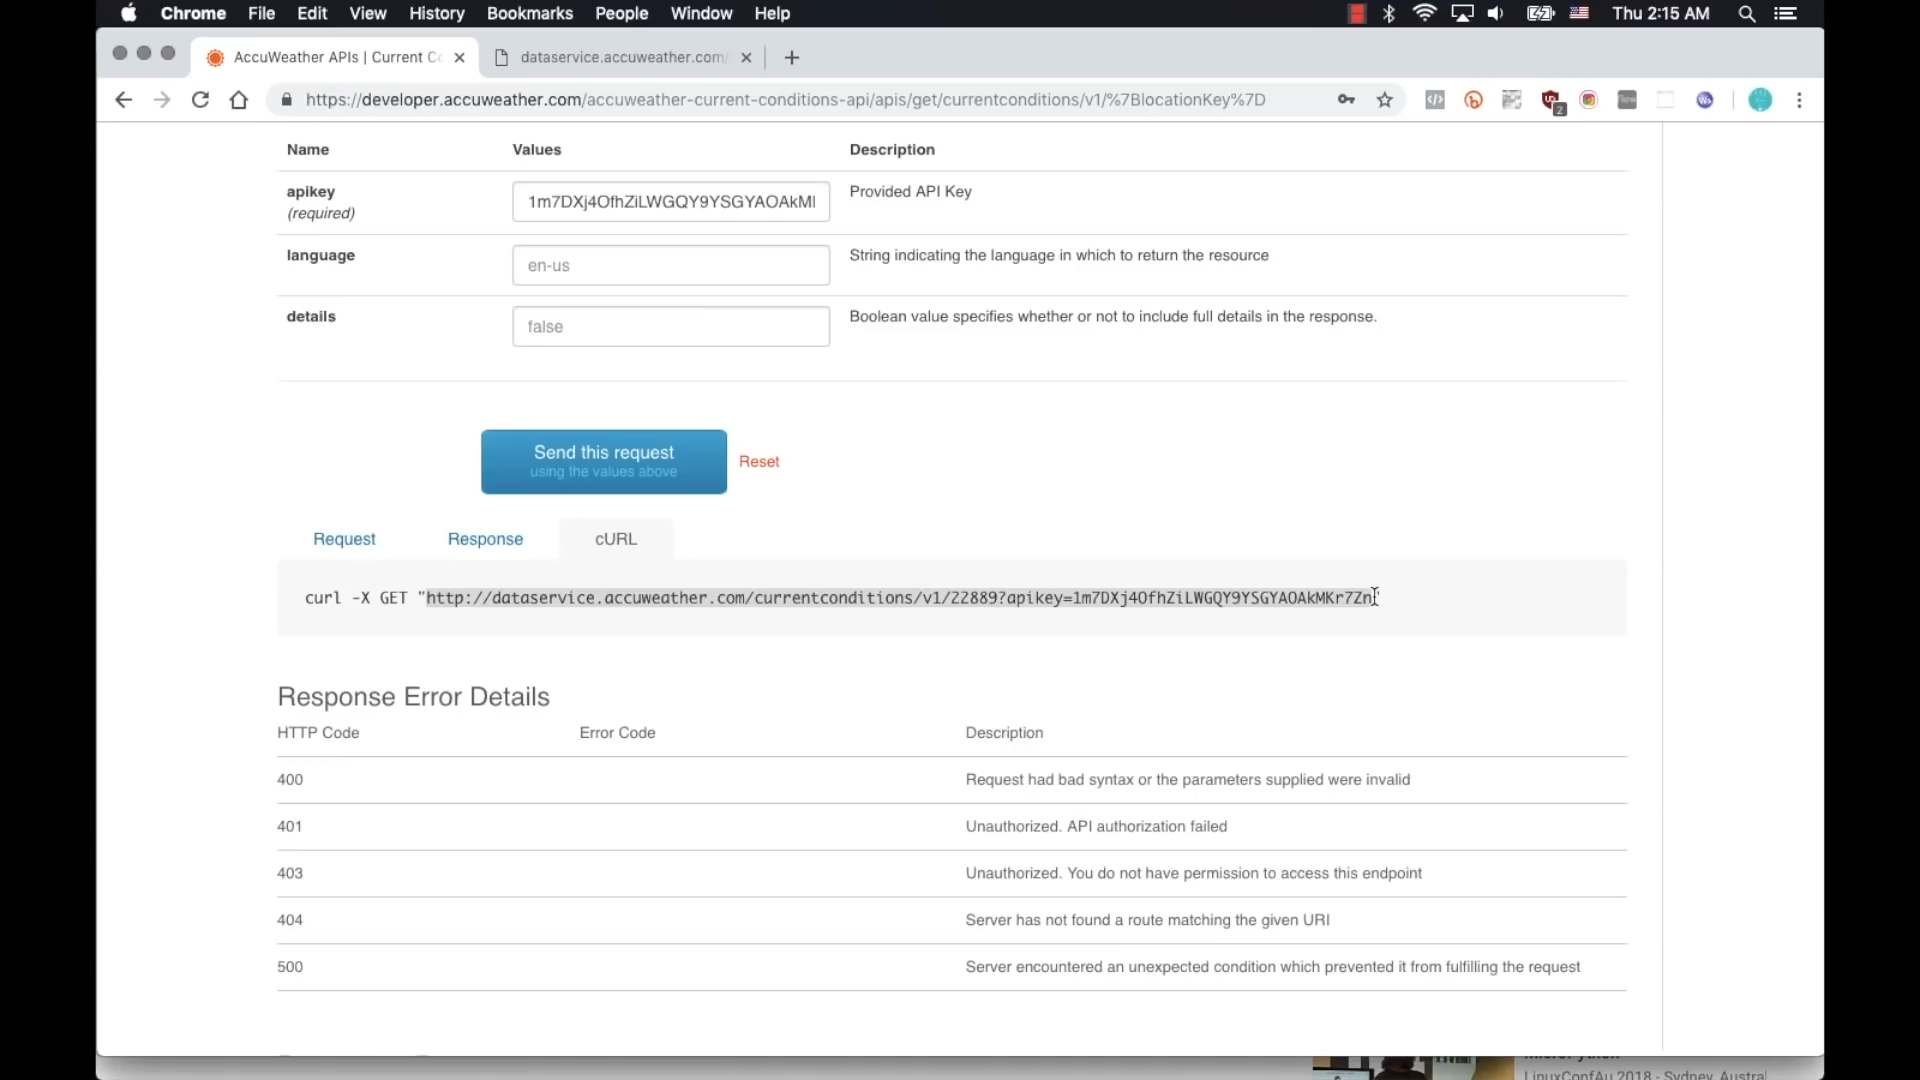 Chrome File Edit View History Bookmarks People Window Help Thu 2:15 AM
AccuWeather APIs | Current Co dataservice.accuweather.com/
https://developer.accuweather.com/accuweather-current-conditions-api/apis/get/currentconditions/v1/%7BlocationKey%7D 2
Name Values Description
apikey 1m7DXj4OfhZiLWGQY9YSGYAOAkM Provided API Key
(required)
language en-us String indicating the language in which to return the resource
details false Boolean value specifies whether or not to include full details in the response.
Send this request
using the values above
Reset
Request Response cURL
curl -X GET "http://dataservice.accuweather.com/currentconditions/v1/22889?apikey=1m7DXj4OfhZiLWGQY9YSGYAOAkMKr7Zn"
Response Error Details
HTTP Code Error Code Description
400 Request had bad syntax or the parameters supplied were invalid
401 Unauthorized. API authorization failed
403 Unauthorized. You do not have permission to access this endpoint
404 Server has not found a route matching the given URI
500 Server encountered an unexpected condition which prevented it from fulfilling the request
LinuxConfAu 2018 - Sydney, Austral